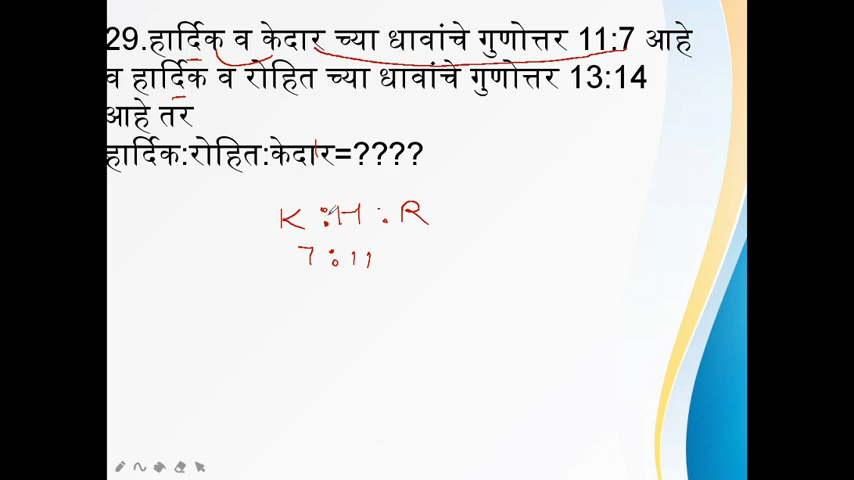 29.हार्दिक व केदार च्या धावांचे गुणोत्तर 11:7 आहे
व हार्दिक व रोहित च्या धावांचे गुणोत्तर 13:14
आहे तर
हार्दिक:रोहित:केदार=????
K : H : R
7 : 11